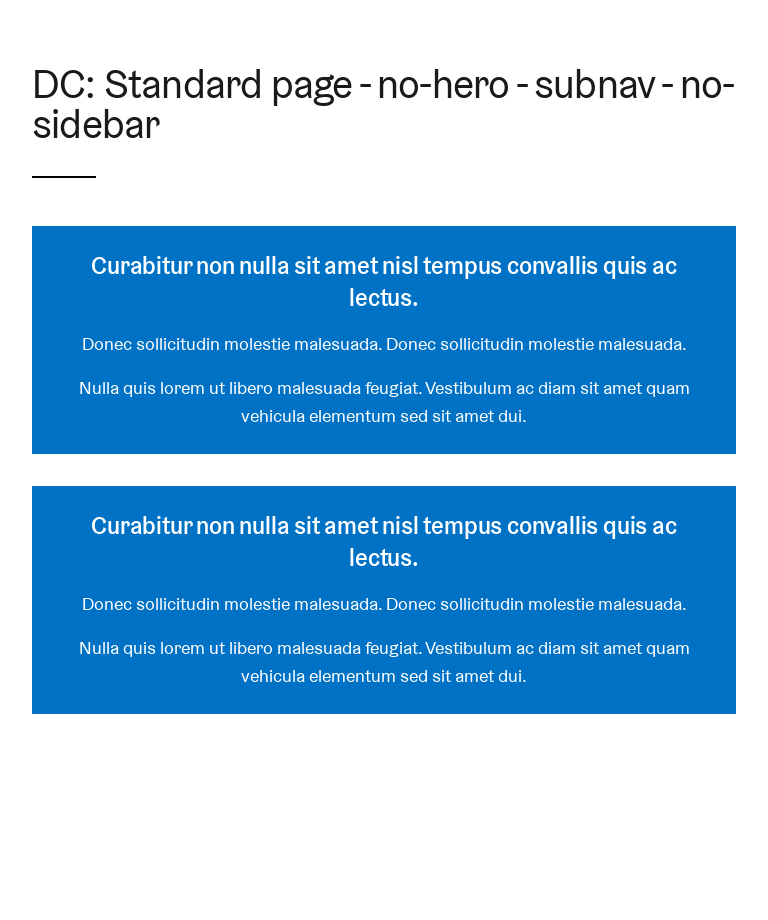 DC: Standard page - no-hero - subnav - no-
sidebar
Curabitur non nulla sit amet nisl tempus convallis quis ac
lectus.
Donec sollicitudin molestie malesuada. Donec sollicitudin molestie malesuada.
Nulla quis lorem ut libero malesuada feugiat. Vestibulum ac diam sit amet quam
vehicula elementum sed sit amet dui.
Curabitur non nulla sit amet nisl tempus convallis quis ac
lectus.
Donec sollicitudin molestie malesuada. Donec sollicitudin molestie malesuada.
Nulla quis lorem ut libero malesuada feugiat. Vestibulum ac diam sit amet quam
vehicula elementum sed sit amet dui.